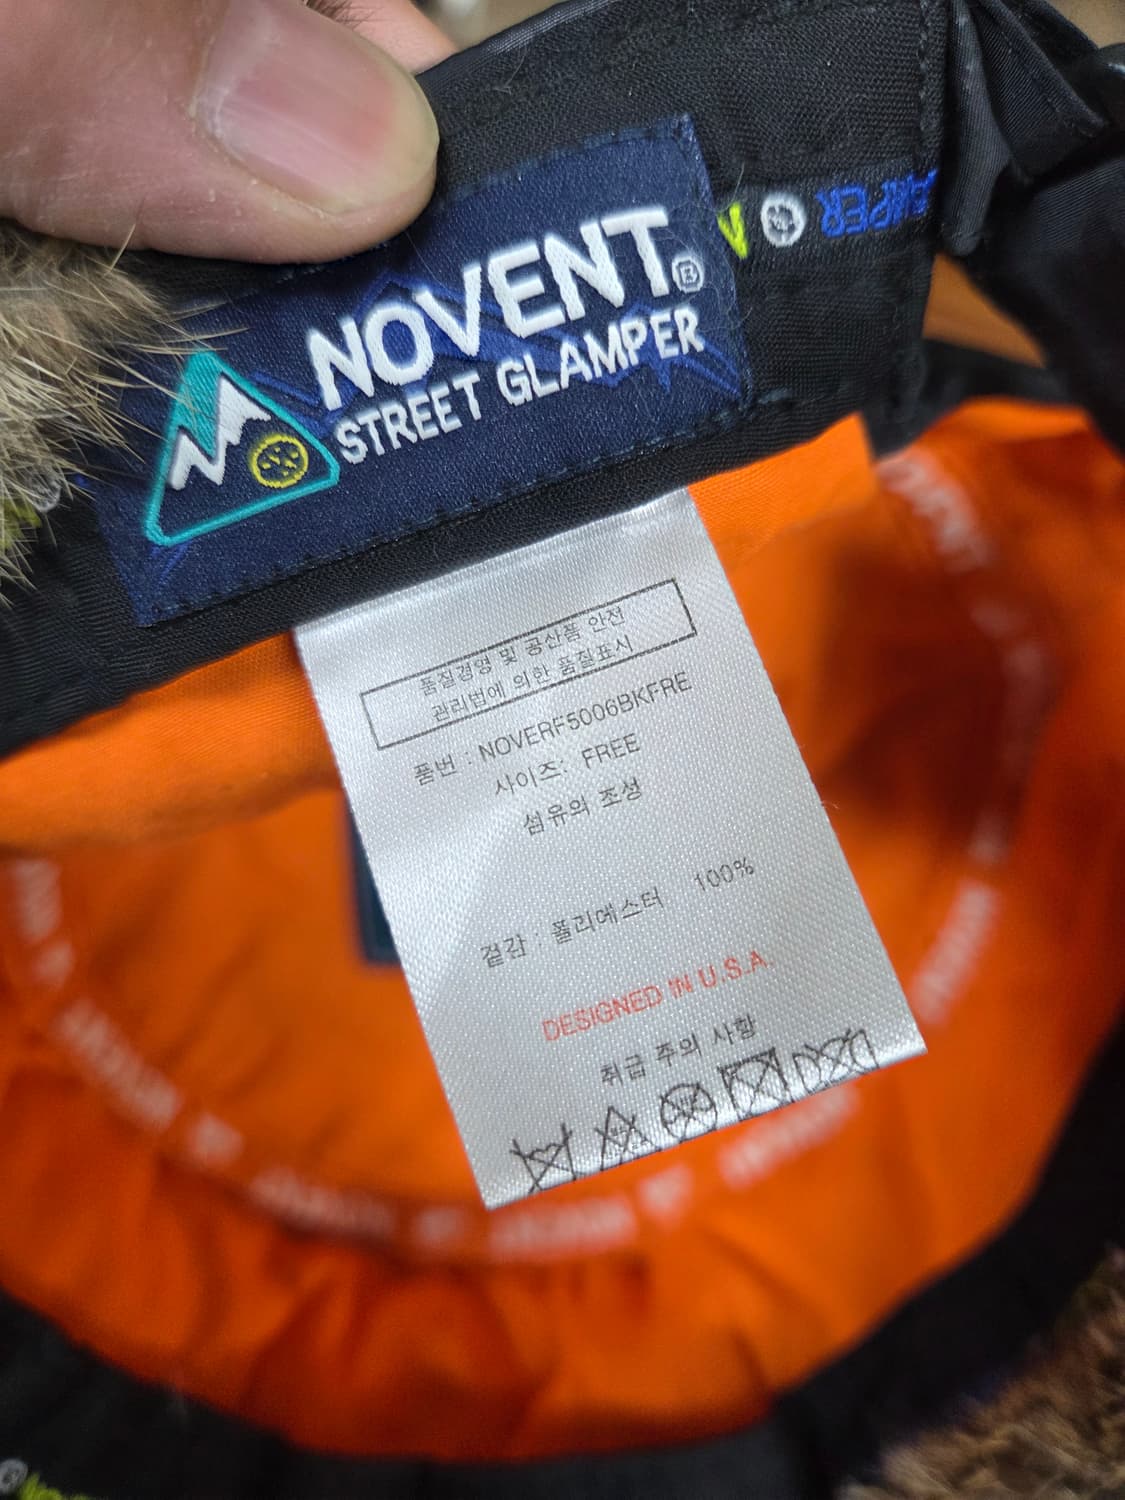 NOVENT®
STREET GLAMPER
품질경영 및 공산품 안전
관리법에 의한 품질표시
품번 : NOVERF5006BKFRE
사이즈: FREE
섬유의 조성
겉감 : 폴리에스터 100%
DESIGNED IN U.S.A.
취급 주의 사항